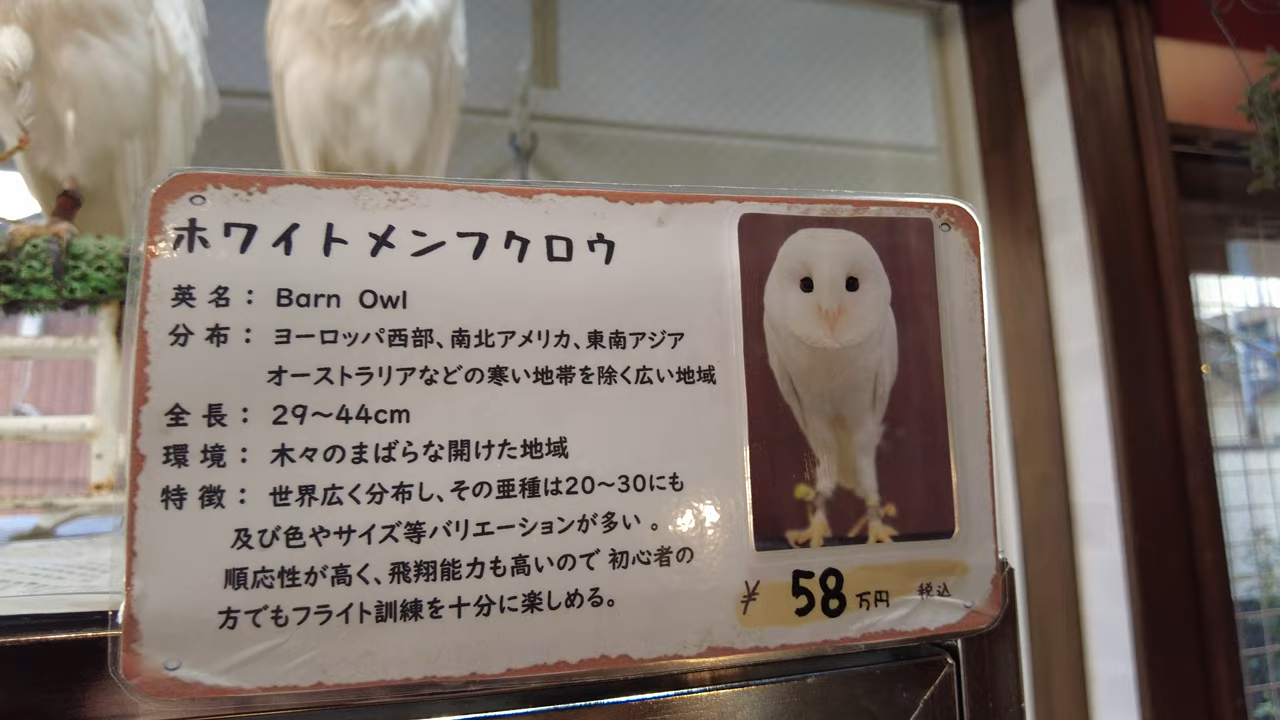 ホワイトメンフクロウ
英名： Barn Owl
分布： ヨーロッパ西部、南北アメリカ、東南アジア
オーストラリアなどの寒い地帯を除く広い地域
全長： 29～44cm
環境： 木々のまばらな開けた地域
特徴： 世界広く分布し、その亜種は20～30にも
及び色やサイズ等バリエーションが多い。
順応性が高く、飛翔能力も高いので 初心者の
方でもフライト訓練を十分に楽しめる。
¥ 58万円 税込